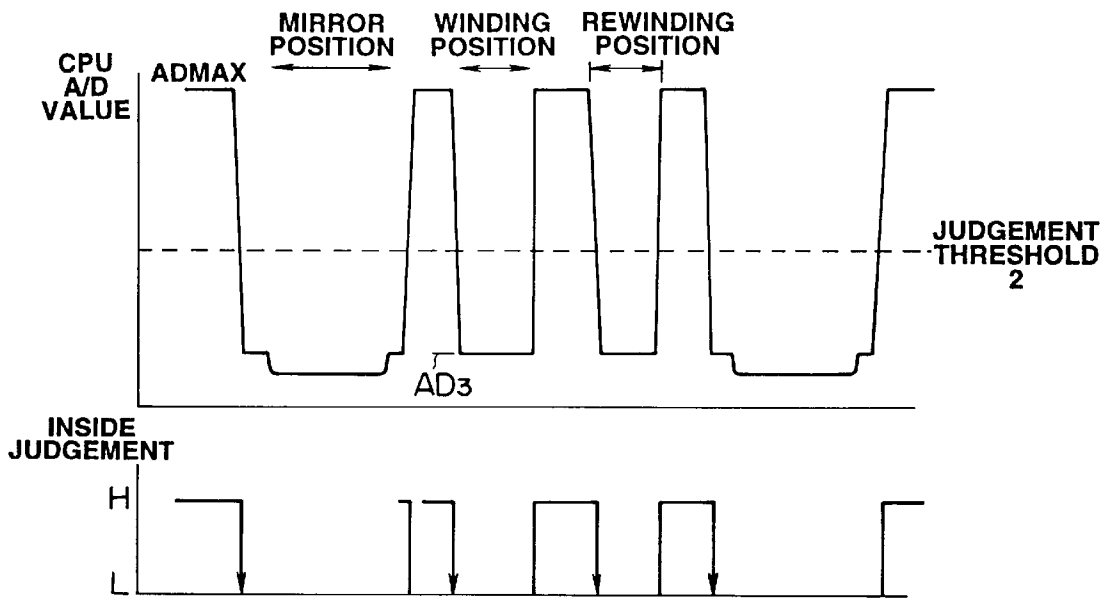 MIRROR
POSITION
WINDING
POSITION
REWINDING
POSITION
CPU
A/D
VALUE
ADMAX
JUDGEMENT
THRESHOLD
2
AD3
INSIDE
JUDGEMENT
H
L